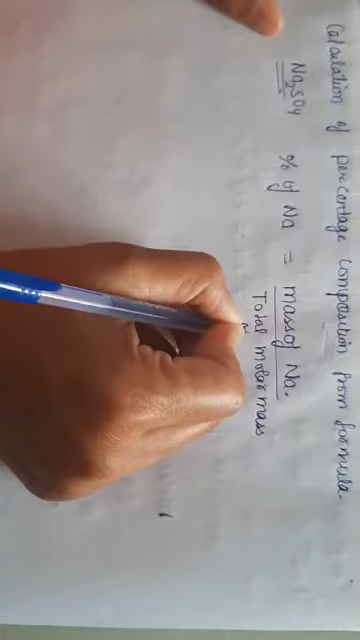 Calculation of percentage composition from formula.
Na₂SO₄ % of Na = mass of Na.
Total molar mass